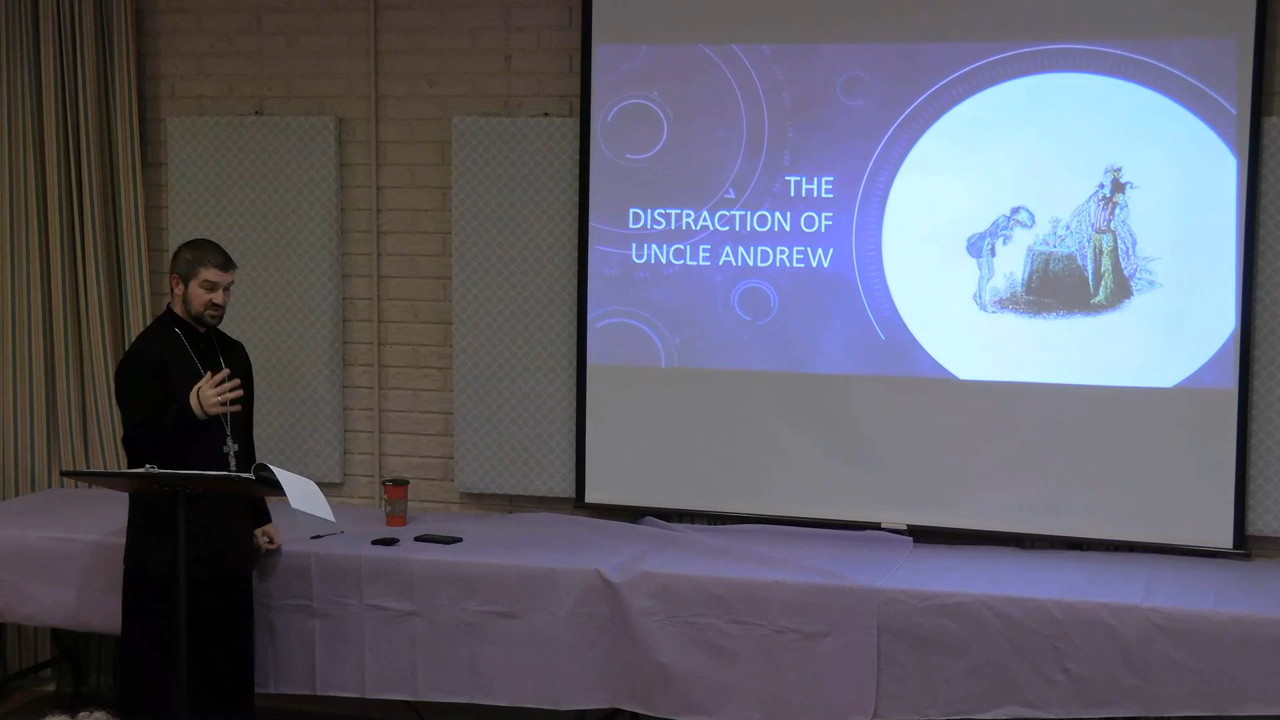 THE
DISTRACTION OF
UNCLE ANDREW